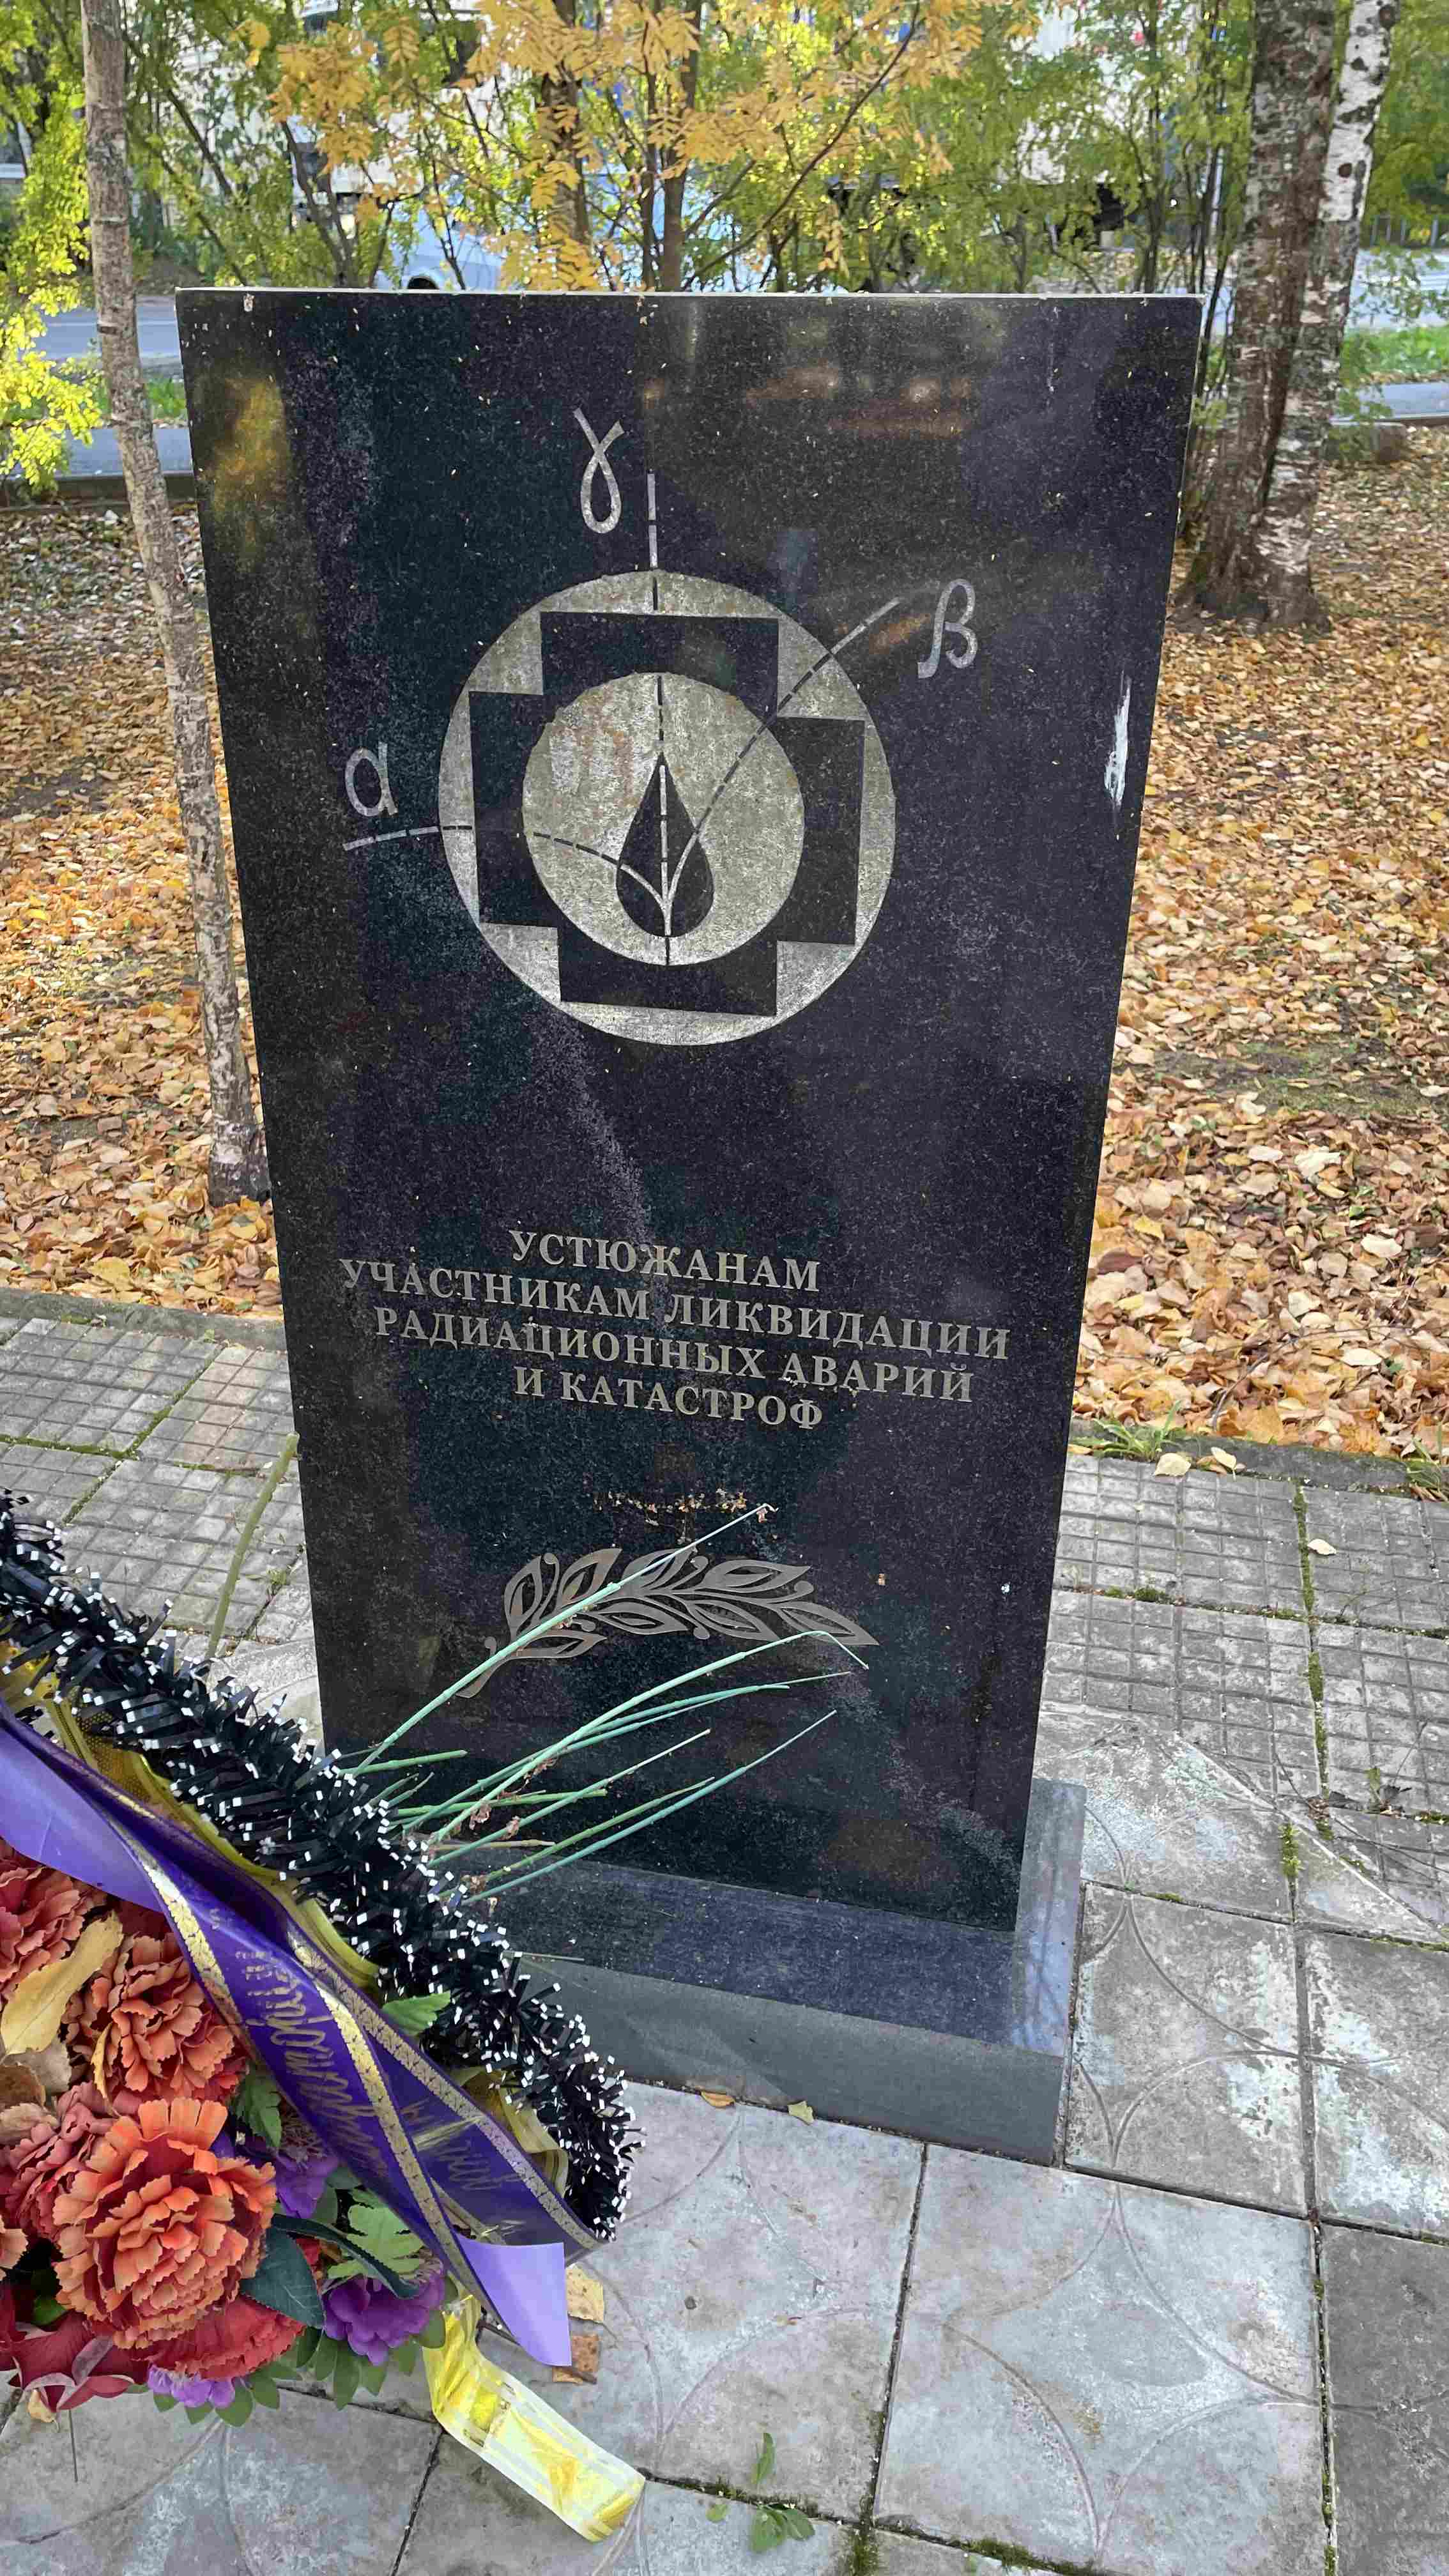 γ
β
α
УСТЮЖАНАМ
УЧАСТНИКАМ ЛИКВИДАЦИИ
РАДИАЦИОННЫХ АВАРИЙ
И КАТАСТРОФ